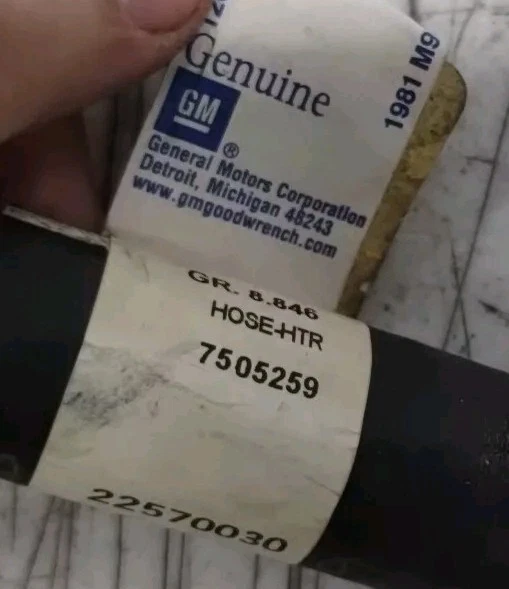 Genuine
GM
®
General Motors Corporation
Detroit, Michigan 48243
www.gmgoodwrench.com
1981 M9
GR. 8.846
HOSE-HTR
7505259
22570030